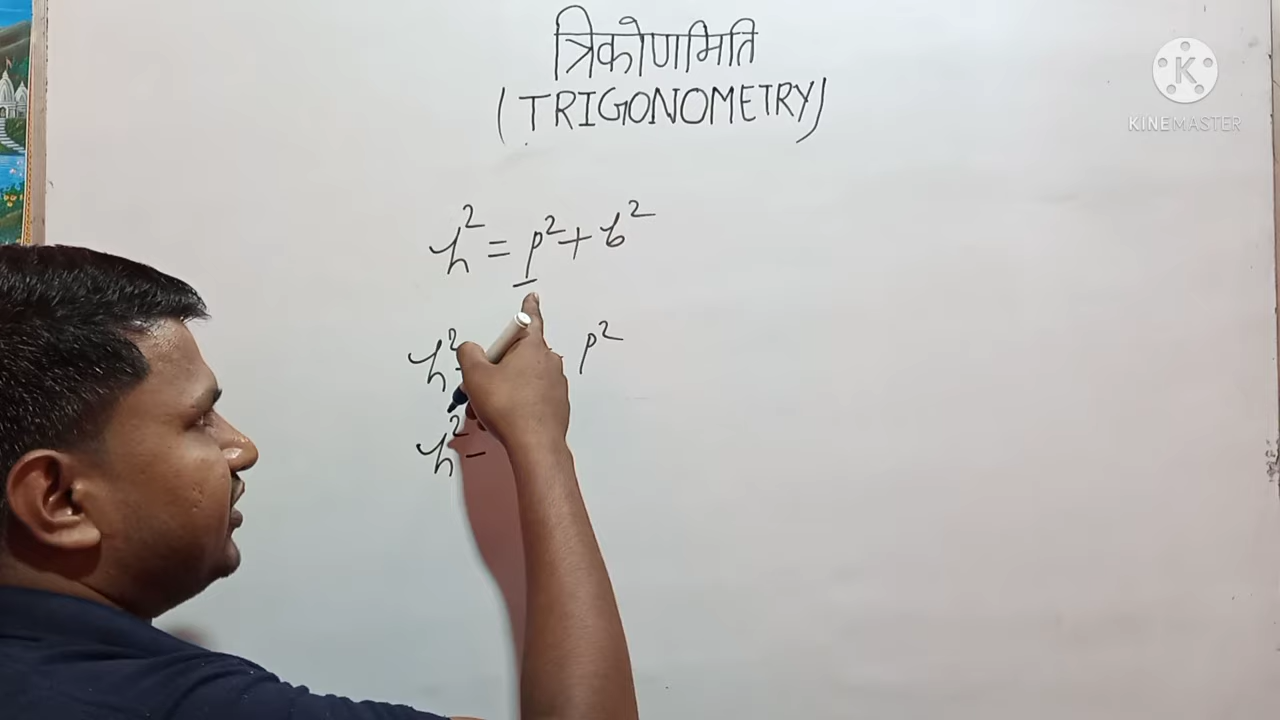 त्रिकोणमिति
(TRIGONOMETRY)
K
KINEMASTER
h² = p² + b²
h² p²
h² -